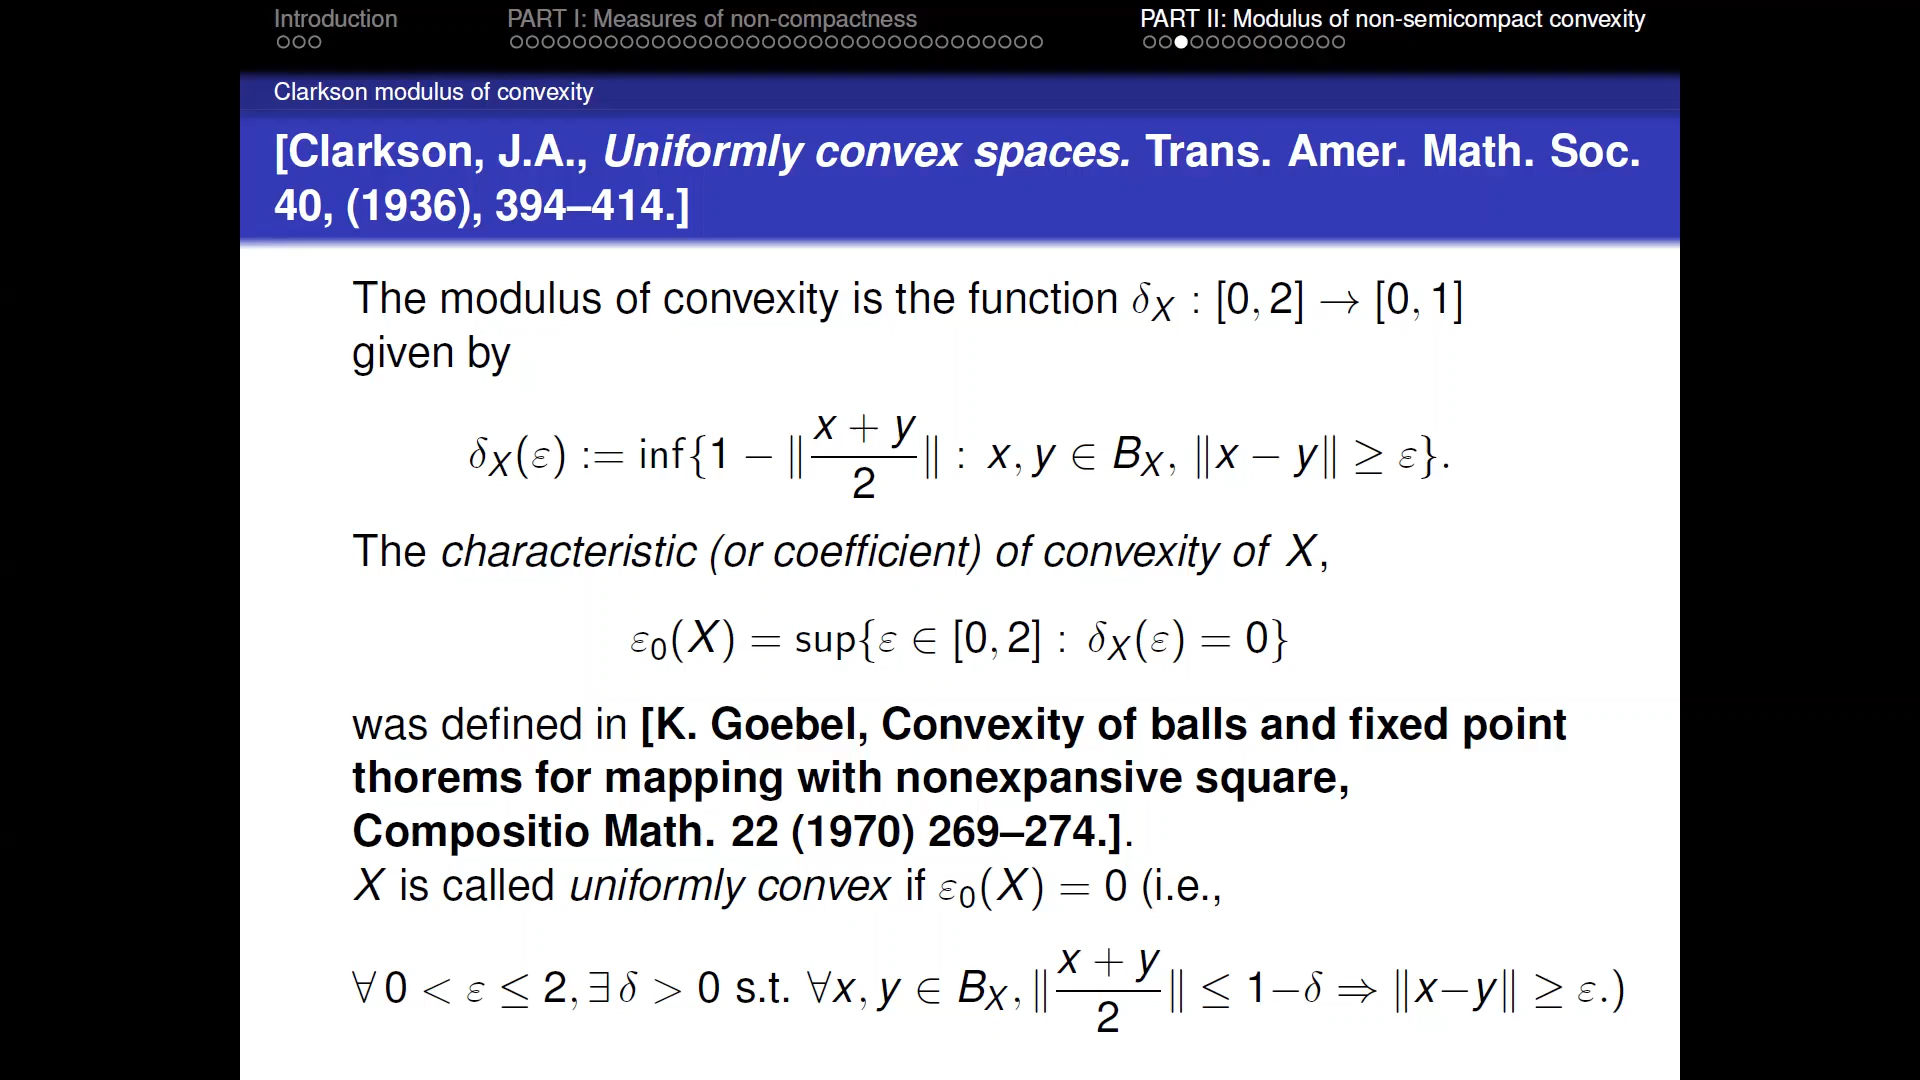 Introduction
PART I: Measures of non-compactness
PART II: Modulus of non-semicompact convexity
Clarkson modulus of convexity
[Clarkson, J.A., Uniformly convex spaces. Trans. Amer. Math. Soc.
40, (1936), 394–414.]
The modulus of convexity is the function δ_X : [0, 2] → [0, 1]
given by
δ_X(ε) := inf{1 − ‖(x + y)/2‖ : x, y ∈ B_X, ‖x − y‖ ≥ ε}.
The characteristic (or coefficient) of convexity of X,
ε₀(X) = sup{ε ∈ [0, 2] : δ_X(ε) = 0}
was defined in [K. Goebel, Convexity of balls and fixed point
thorems for mapping with nonexpansive square,
Compositio Math. 22 (1970) 269–274.].
X is called uniformly convex if ε₀(X) = 0 (i.e.,
∀ 0 < ε ≤ 2, ∃ δ > 0 s.t. ∀x, y ∈ B_X, ‖(x + y)/2‖ ≤ 1−δ ⇒ ‖x−y‖ ≥ ε.)